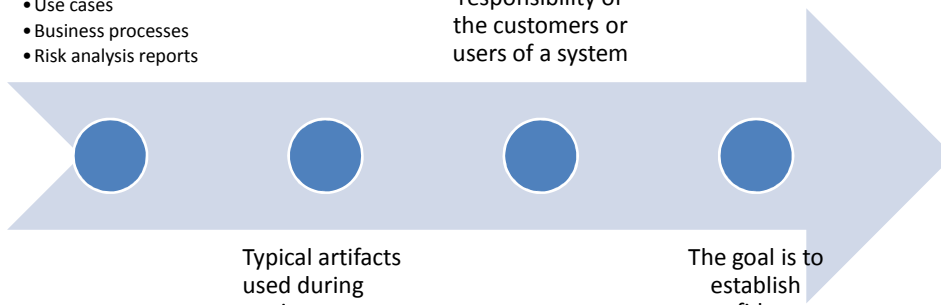 • Use cases
• Business processes
• Risk analysis reports
responsibility of
the customers or
users of a system
Typical artifacts
used during
The goal is to
establish